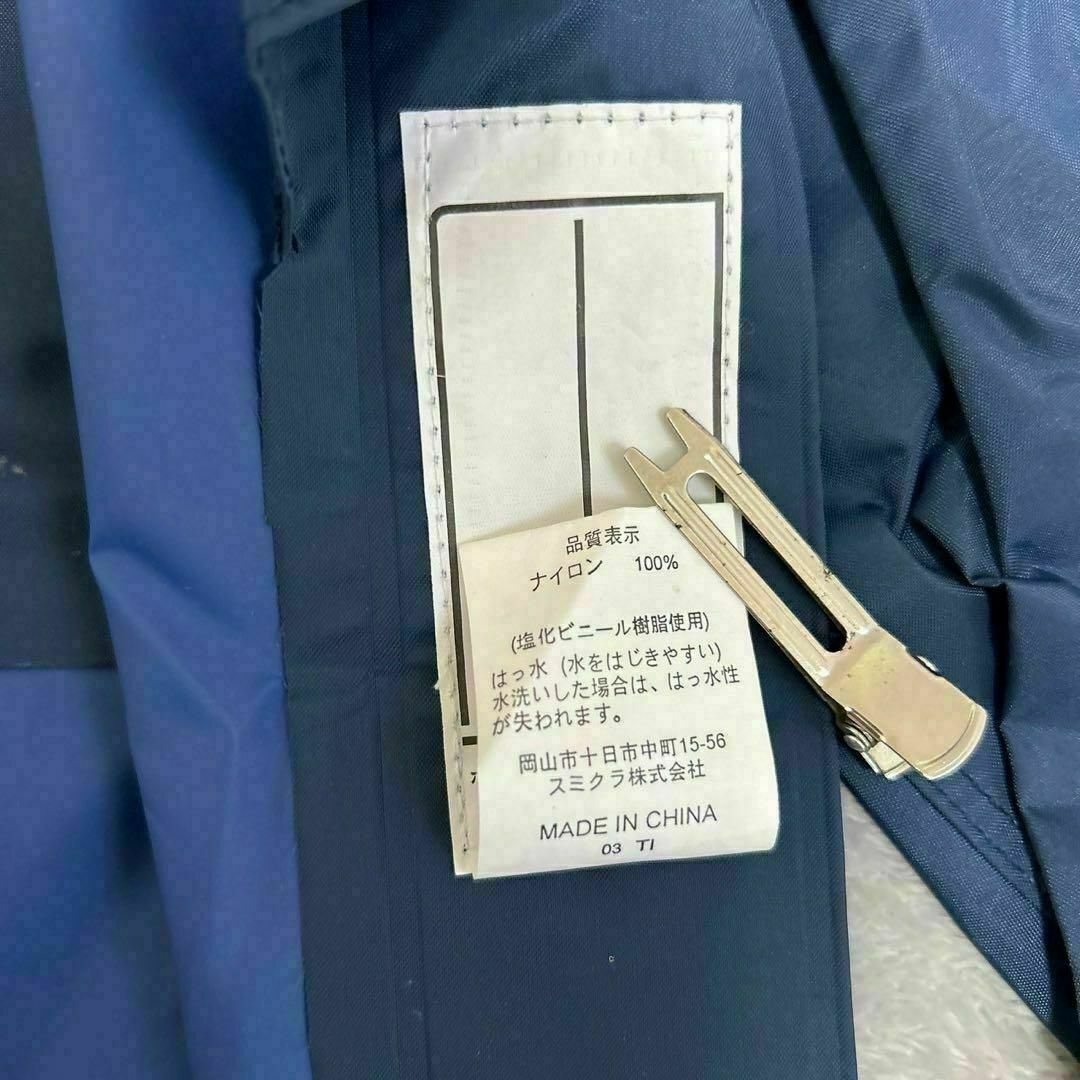 品質表示
ナイロン 100%
(塩化ビニール樹脂使用)
はっ水 (水をはじきやすい)
水洗いした場合は、はっ水性
が失われます。
岡山市十日市中町15-56
スミクラ株式会社
MADE IN CHINA
03 TI